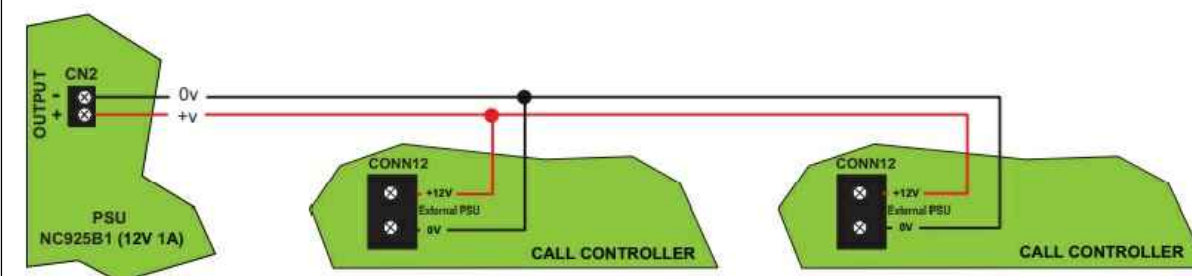 CN2
OUTPUT
-
+
0v
+v
PSU
NC925B1 (12V 1A)
CONN12
+12V
External PSU
0V
CALL CONTROLLER
CONN12
+12V
External PSU
0V
CALL CONTROLLER